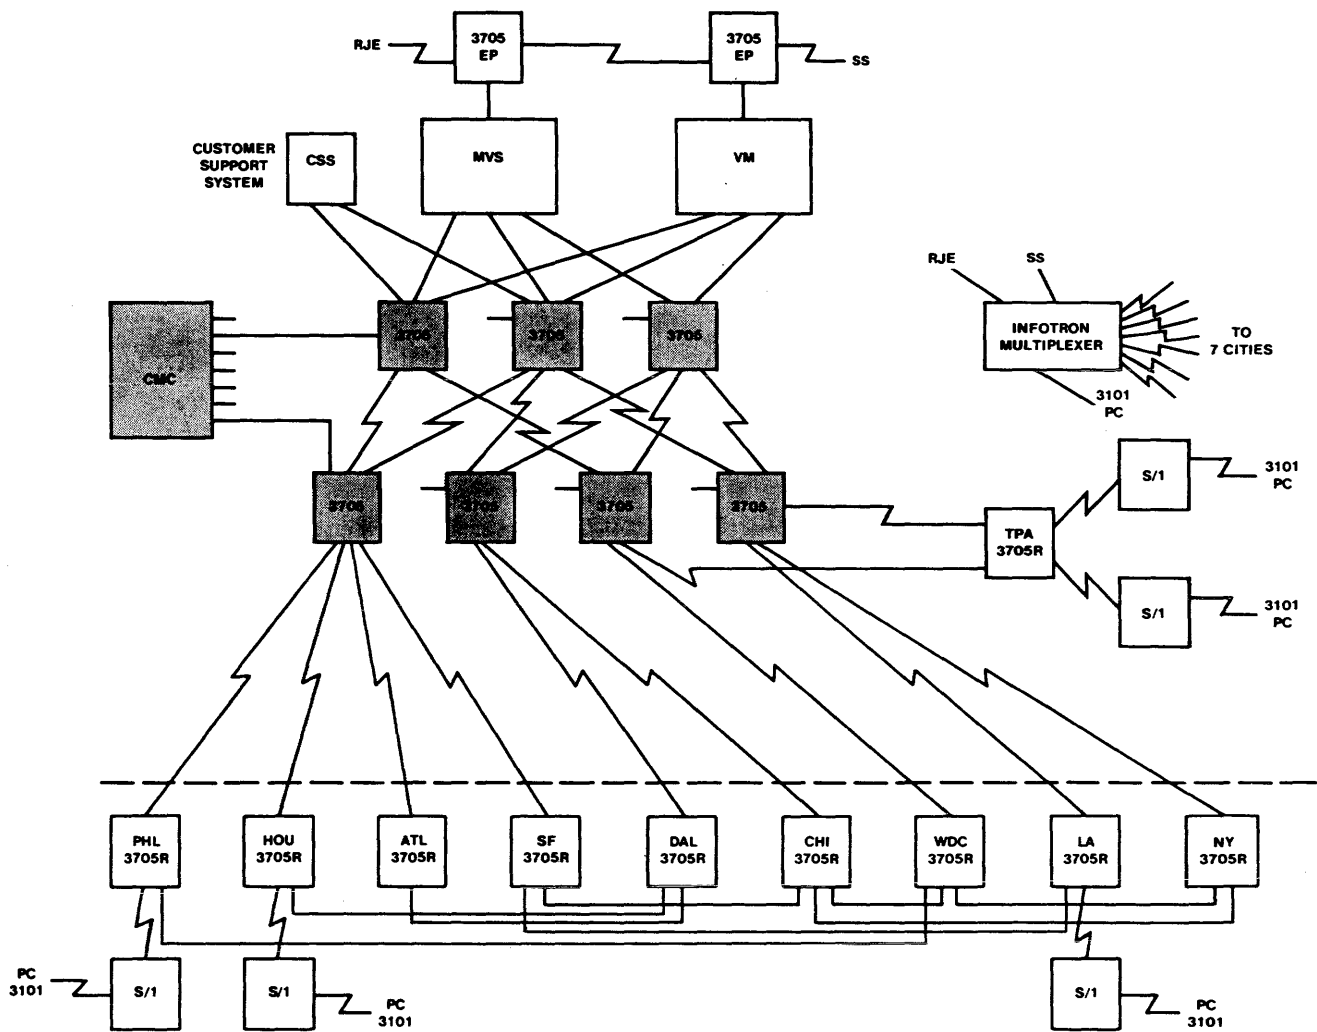 3705
EP
3705
EP
RJE
SS
CUSTOMER
SUPPORT
SYSTEM
CSS
MVS
VM
RJE
SS
INFOTRON
MULTIPLEXER
TO
7 CITIES
3101
PC
CMC
3705
3705
3705
3705
3705
3705
3705
TPA
3705R
S/1
3101
PC
S/1
3101
PC
PHL
3705R
HOU
3705R
ATL
3705R
SF
3705R
DAL
3705R
CHI
3705R
WDC
3705R
LA
3705R
NY
3705R
PC
3101
S/1
S/1
PC
3101
S/1
PC
3101